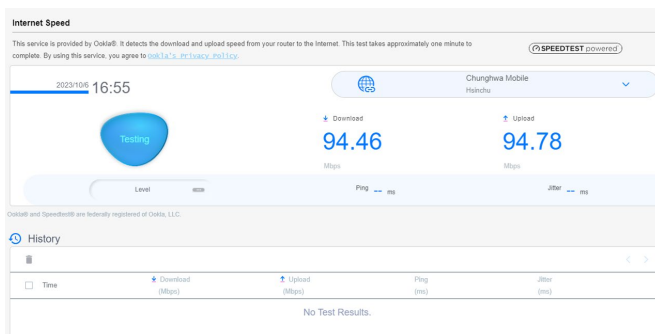 Internet Speed
This service is provided by Ookla®. It detects the download and upload speed from your router to the Internet. This test takes approximately one minute to
complete. By using this service, you agree to Ookla's Privacy Policy.
SPEEDTEST powered
2023/10/6 16:55
Chunghwa Mobile
Hsinchu
Testing
Download
Upload
94.46
94.78
Mbps
Mbps
Level
Ping -- ms
Jitter -- ms
Ookla® and Speedtest® are federally registered of Ookla, LLC.
History
Time
Download
(Mbps)
Upload
(Mbps)
Ping
(ms)
Jitter
(ms)
No Test Results.